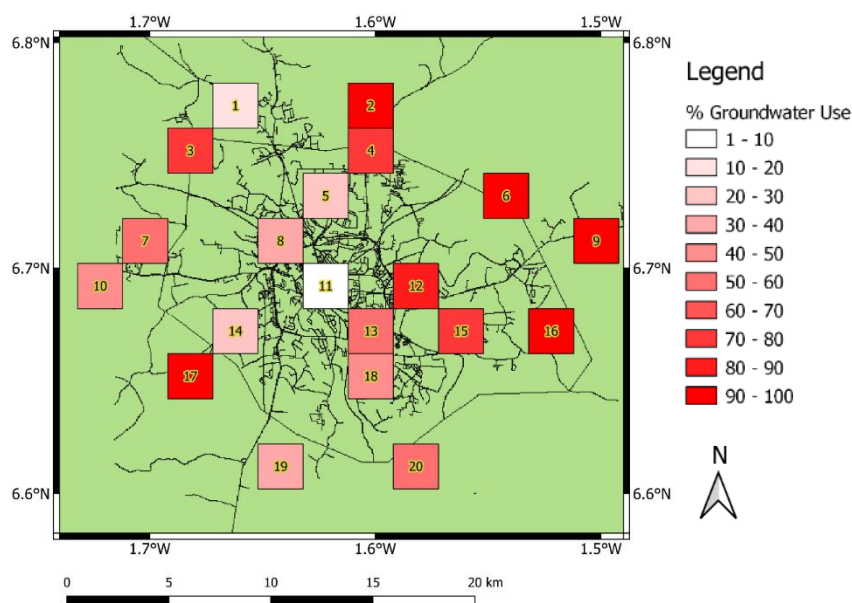 1.7°W 1.6°W 1.5°W
6.8°N 6.8°N
1 2
3 4
5 6
7 8 9
6.7°N 6.7°N
10 11 12
14 13 15 16
17 18
19 20
6.6°N 6.6°N
1.7°W 1.6°W 1.5°W
0 5 10 15 20 km
Legend
% Groundwater Use
1 - 10
10 - 20
20 - 30
30 - 40
40 - 50
50 - 60
60 - 70
70 - 80
80 - 90
90 - 100
N